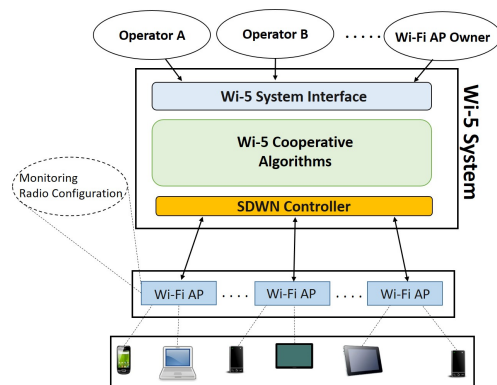 Operator A
Operator B
. . . . .
Wi-Fi AP Owner
Wi-5 System Interface
Wi-5 Cooperative
Algorithms
SDWN Controller
Wi-5 System
Monitoring
Radio Configuration
Wi-Fi AP
. . . .
Wi-Fi AP
. . . .
Wi-Fi AP